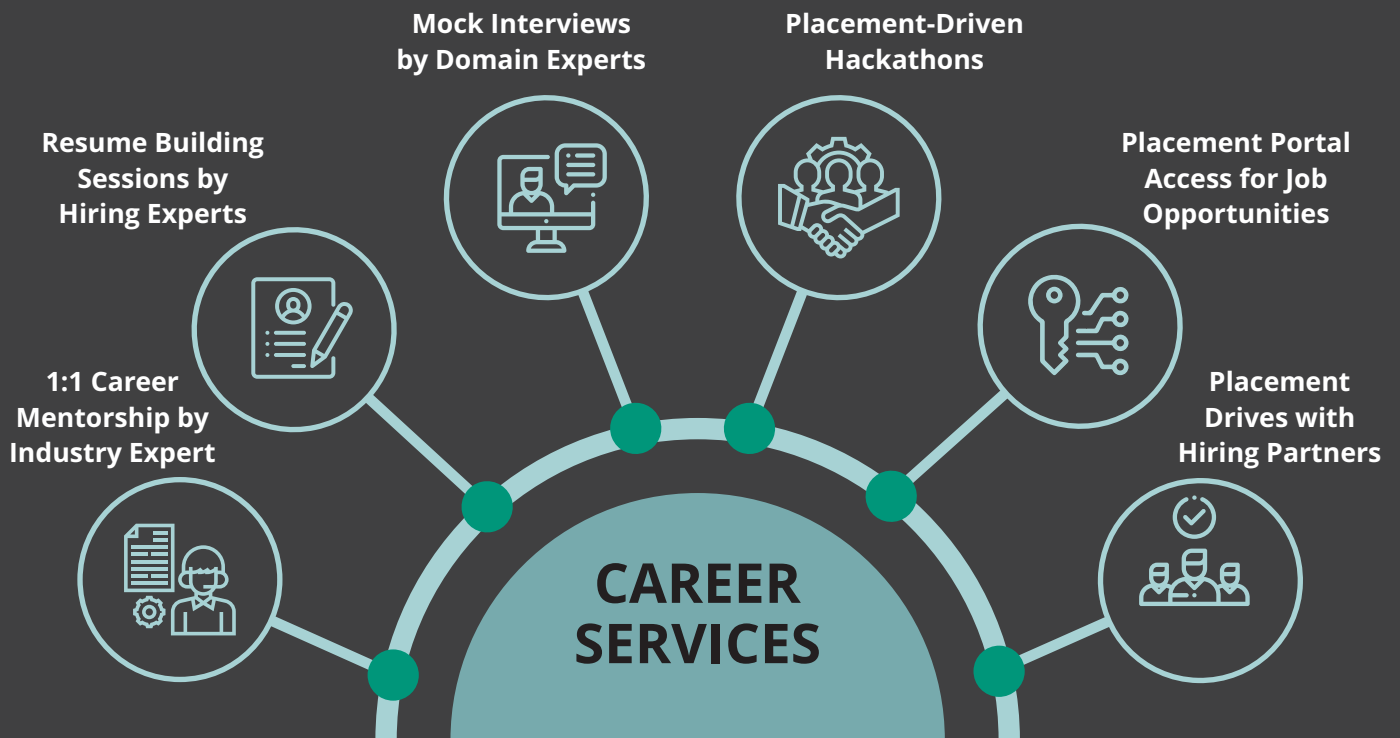 Mock Interviews
by Domain Experts
Placement-Driven
Hackathons
Resume Building
Sessions by
Hiring Experts
Placement Portal
Access for Job
Opportunities
1:1 Career
Mentorship by
Industry Expert
Placement
Drives with
Hiring Partners
CAREER
SERVICES